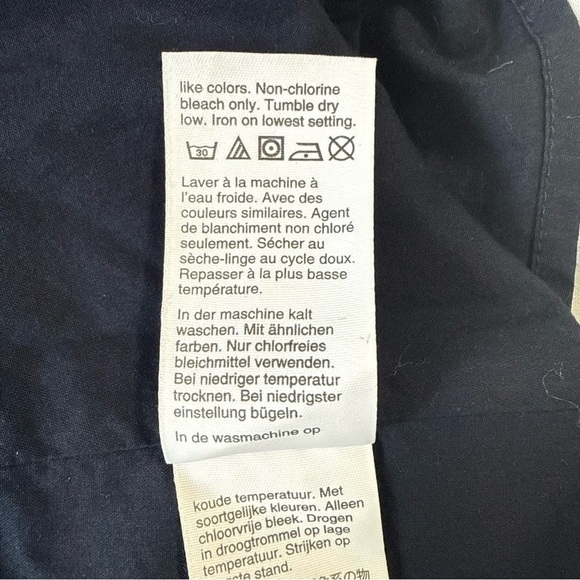 like colors. Non-chlorine
bleach only. Tumble dry
low. Iron on lowest setting.
30
Laver à la machine à
l'eau froide. Avec des
couleurs similaires. Agent
de blanchiment non chloré
seulement. Sécher au
sèche-linge au cycle doux.
Repasser à la plus basse
température.
In der maschine kalt
waschen. Mit ähnlichen
farben. Nur chlorfreies
bleichmittel verwenden.
Bei niedriger temperatur
trocknen. Bei niedrigster
einstellung bügeln.
In de wasmachine op
koude temperatuur. Met
soortgelijke kleuren. Alleen
chloorvrije bleek. Drogen
in droogtrommel op lage
temperatuur. Strijken op
stand.
の物